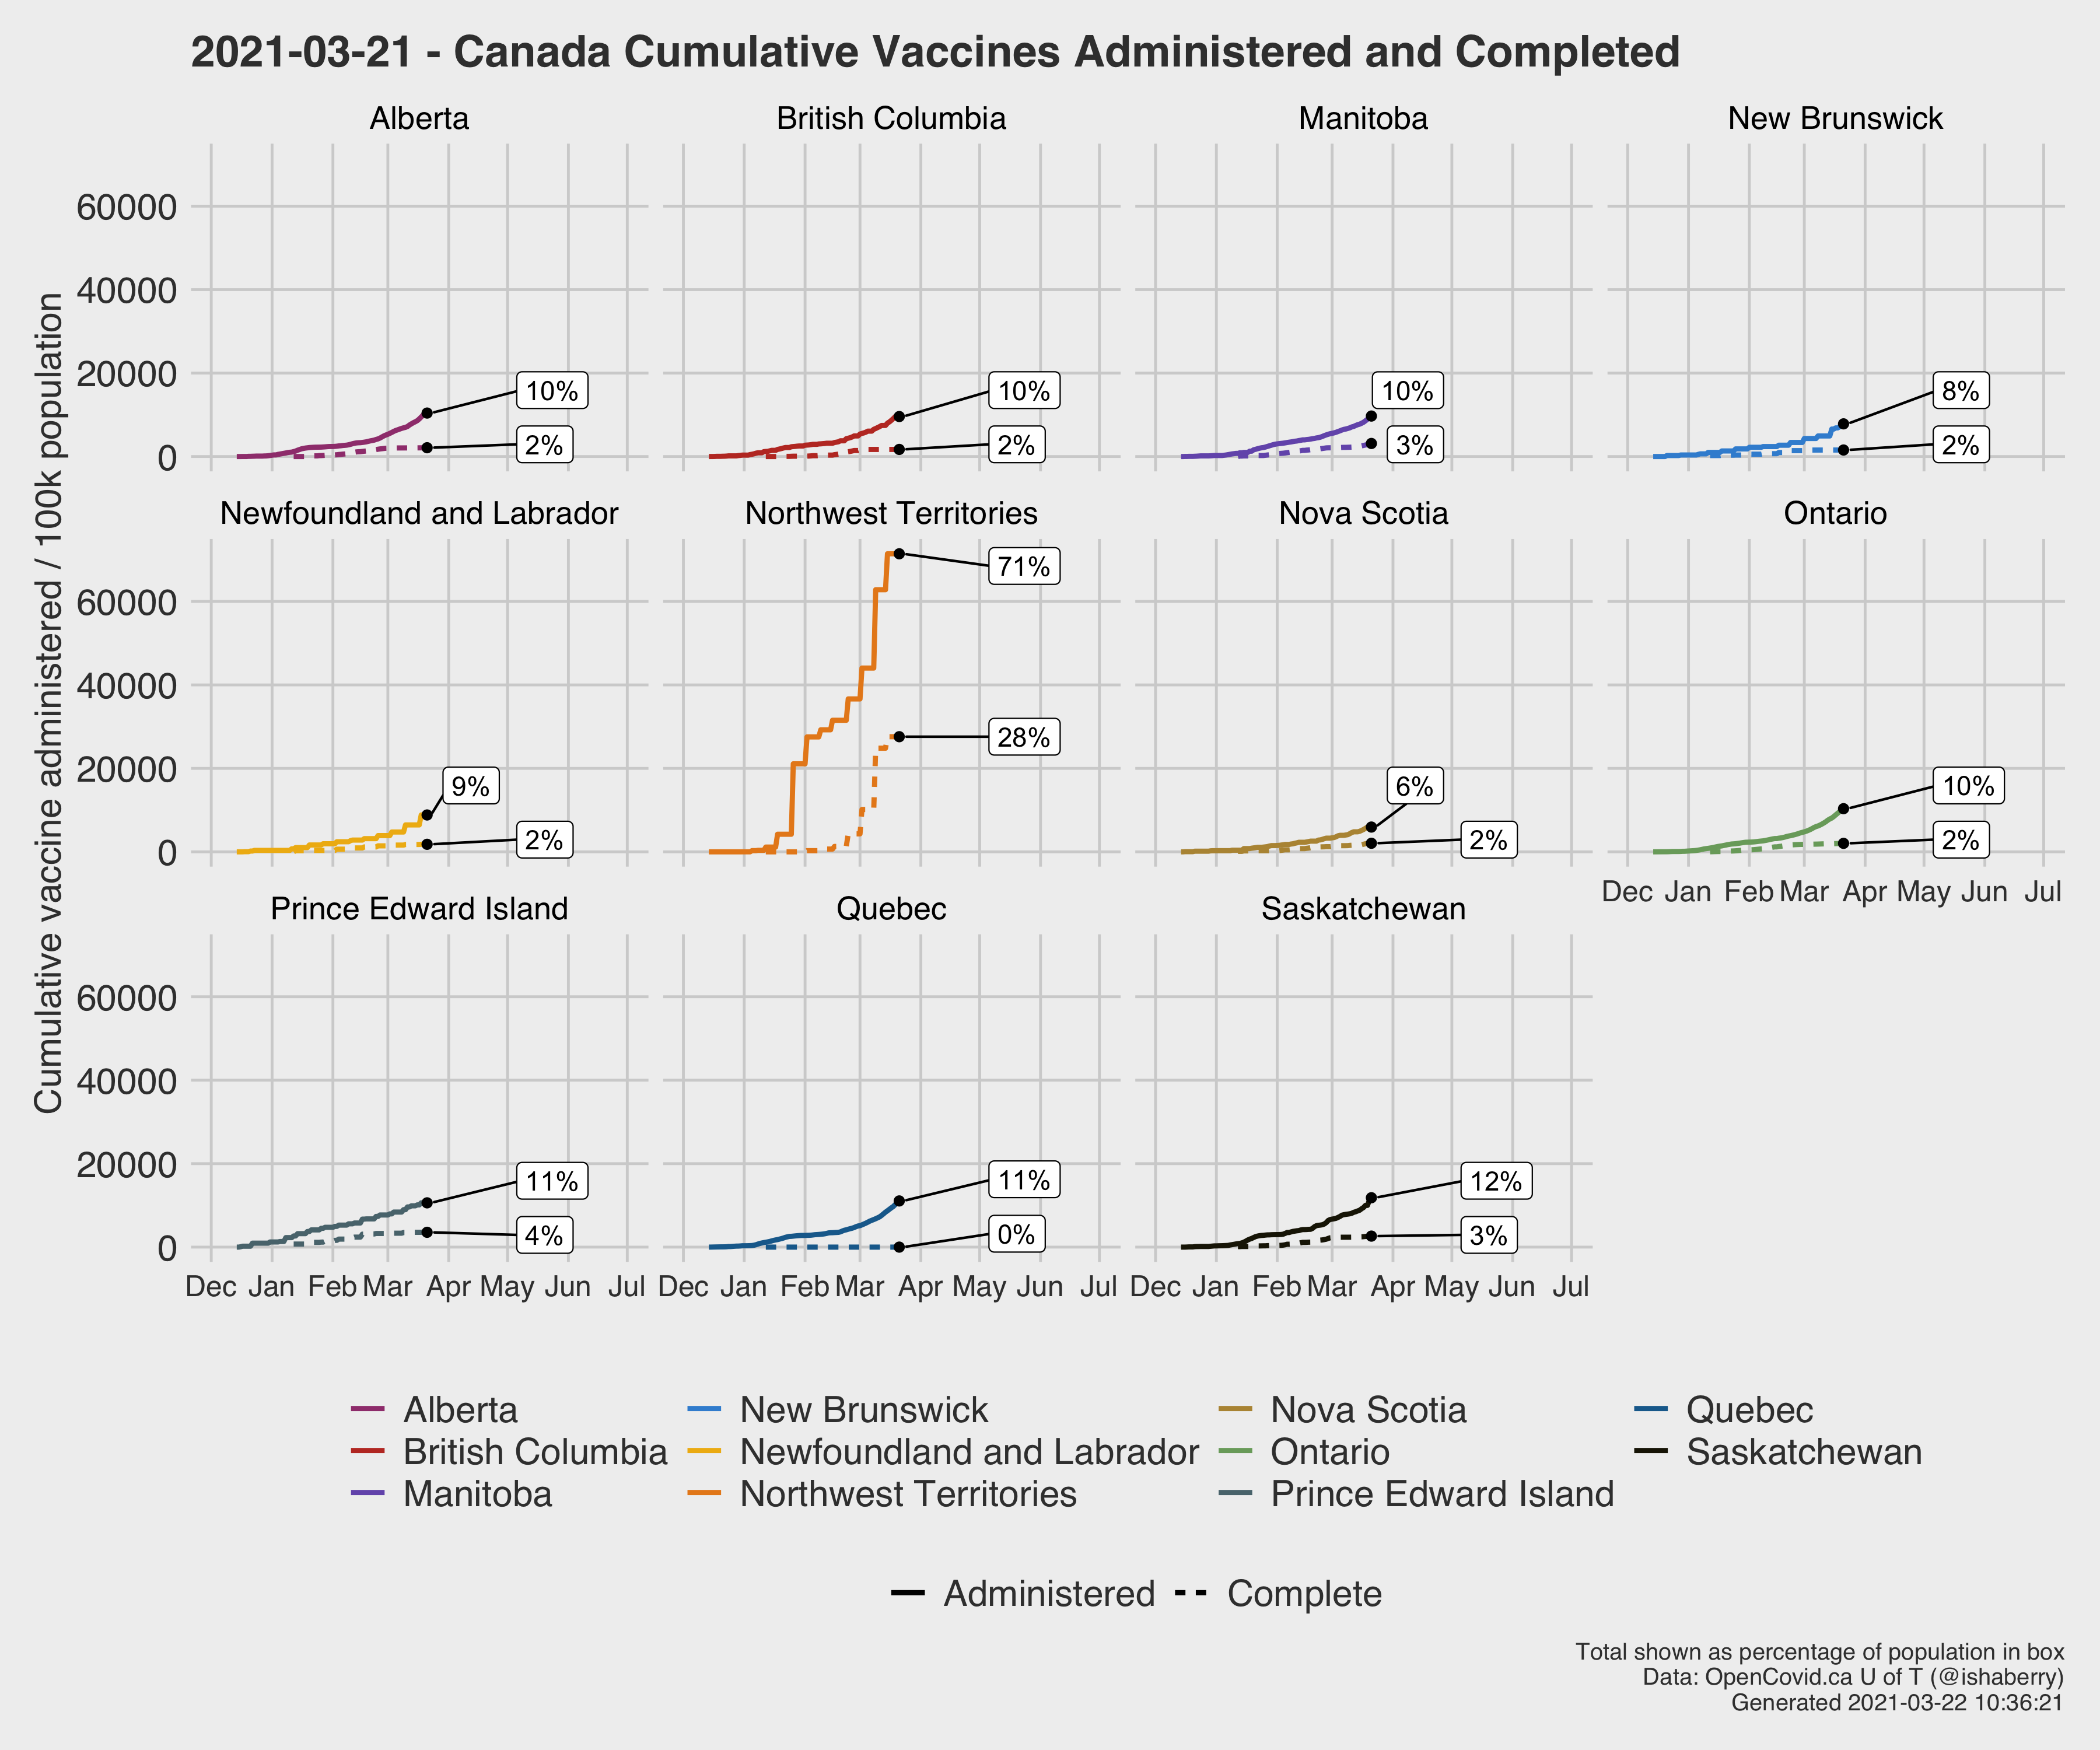 2021-03-21 - Canada Cumulative Vaccines Administered and Completed
Cumulative vaccine administered / 100k population
Alberta
British Columbia
Manitoba
New Brunswick
60000
40000
20000
0
10%
2%
10%
2%
10%
3%
8%
2%
Newfoundland and Labrador
Northwest Territories
Nova Scotia
Ontario
60000
40000
20000
0
9%
2%
71%
28%
6%
2%
10%
2%
Dec Jan Feb Mar Apr May Jun Jul
Prince Edward Island
Quebec
Saskatchewan
60000
40000
20000
0
11%
4%
11%
0%
12%
3%
Dec Jan Feb Mar Apr May Jun Jul
Dec Jan Feb Mar Apr May Jun Jul
Dec Jan Feb Mar Apr May Jun Jul
Alberta
British Columbia
Manitoba
New Brunswick
Newfoundland and Labrador
Northwest Territories
Nova Scotia
Ontario
Prince Edward Island
Quebec
Saskatchewan
Administered
Complete
Total shown as percentage of population in box
Data: OpenCovid.ca U of T (@ishaberry)
Generated 2021-03-22 10:36:21